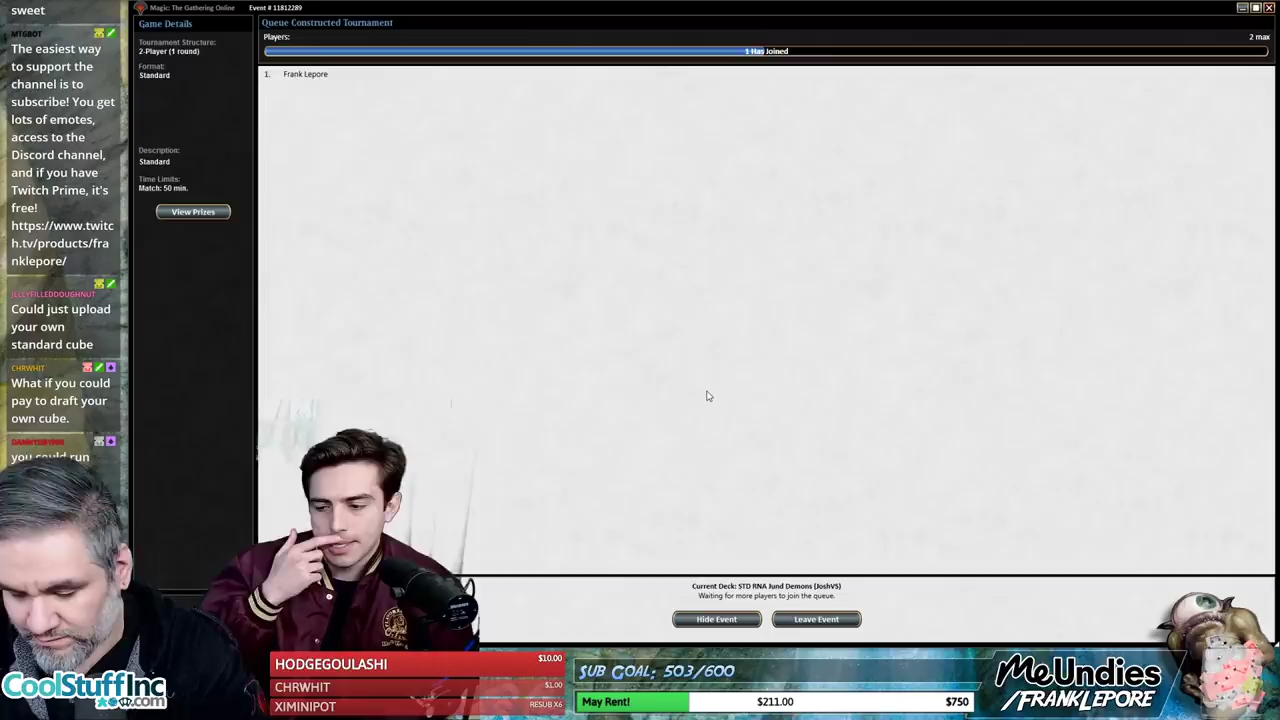 sweet
MTGBOT
The easiest way
to support the
channel is to
subscribe! You get
lots of emotes,
access to the
Discord channel,
and if you have
Twitch Prime, it's
free!
https://www.twitc
h.tv/products/fra
nklepore/
JELLYFILLEDDOUGHNUT
Could just upload
your own
standard cube
CHRWHIT
What if you could
pay to draft your
own cube.
you could run
Magic: The Gathering Online Event # 11812289
Game Details
Tournament Structure:
2-Player (1 round)
Format:
Standard
Description:
Standard
Time Limits:
Match: 50 min.
View Prizes
Queue Constructed Tournament
Players:
2 max
1 Has Joined
1. Frank Lepore
Current Deck: STD RNA Jund Demons (JoshVS)
Waiting for more players to join the queue.
Hide Event Leave Event
CoolStuffInc
.com
HODGEGOULASHI $10.00
CHRWHIT $1.00
XIMINIPOT RESUB X6
SUB GOAL: 503/600
May Rent! $211.00 $750
MeUndies
/FRANKLEPORE